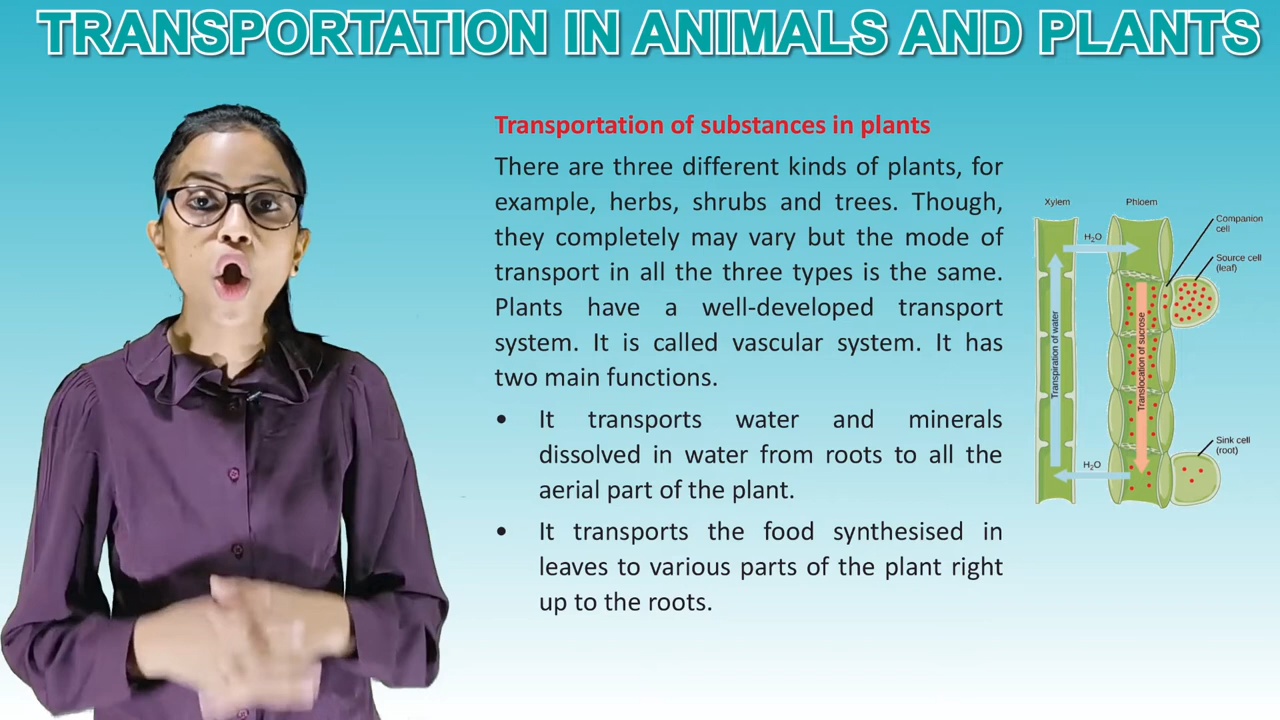 TRANSPORTATION IN ANIMALS AND PLANTS
Transportation of substances in plants
There are three different kinds of plants, for
example, herbs, shrubs and trees. Though,
they completely may vary but the mode of
transport in all the three types is the same.
Plants have a well-developed transport
system. It is called vascular system. It has
two main functions.
• It transports water and minerals
dissolved in water from roots to all the
aerial part of the plant.
• It transports the food synthesised in
leaves to various parts of the plant right
up to the roots.
Xylem
Phloem
Companion
cell
H₂O
Source cell
(leaf)
Transpiration of water
Translocation of sucrose
Sink cell
(root)
H₂O